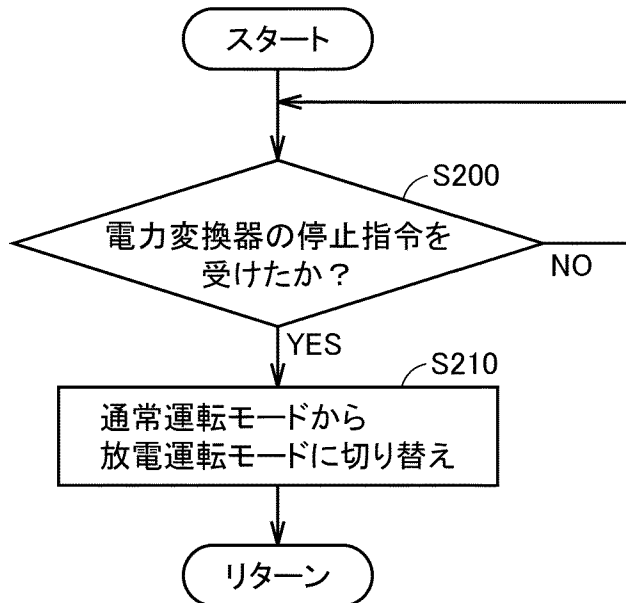 スタート
S200
電力変換器の停止指令を
受けたか？
NO
YES
S210
通常運転モードから
放電運転モードに切り替え
リターン